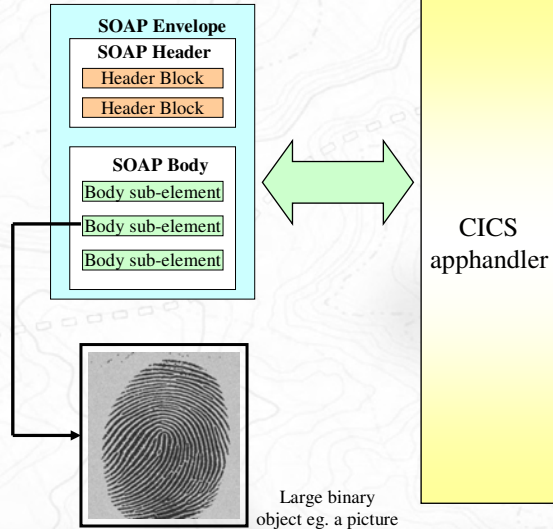 SOAP Envelope
SOAP Header
Header Block
Header Block
SOAP Body
Body sub-element
Body sub-element
Body sub-element
CICS
apphandler
Large binary
object eg. a picture